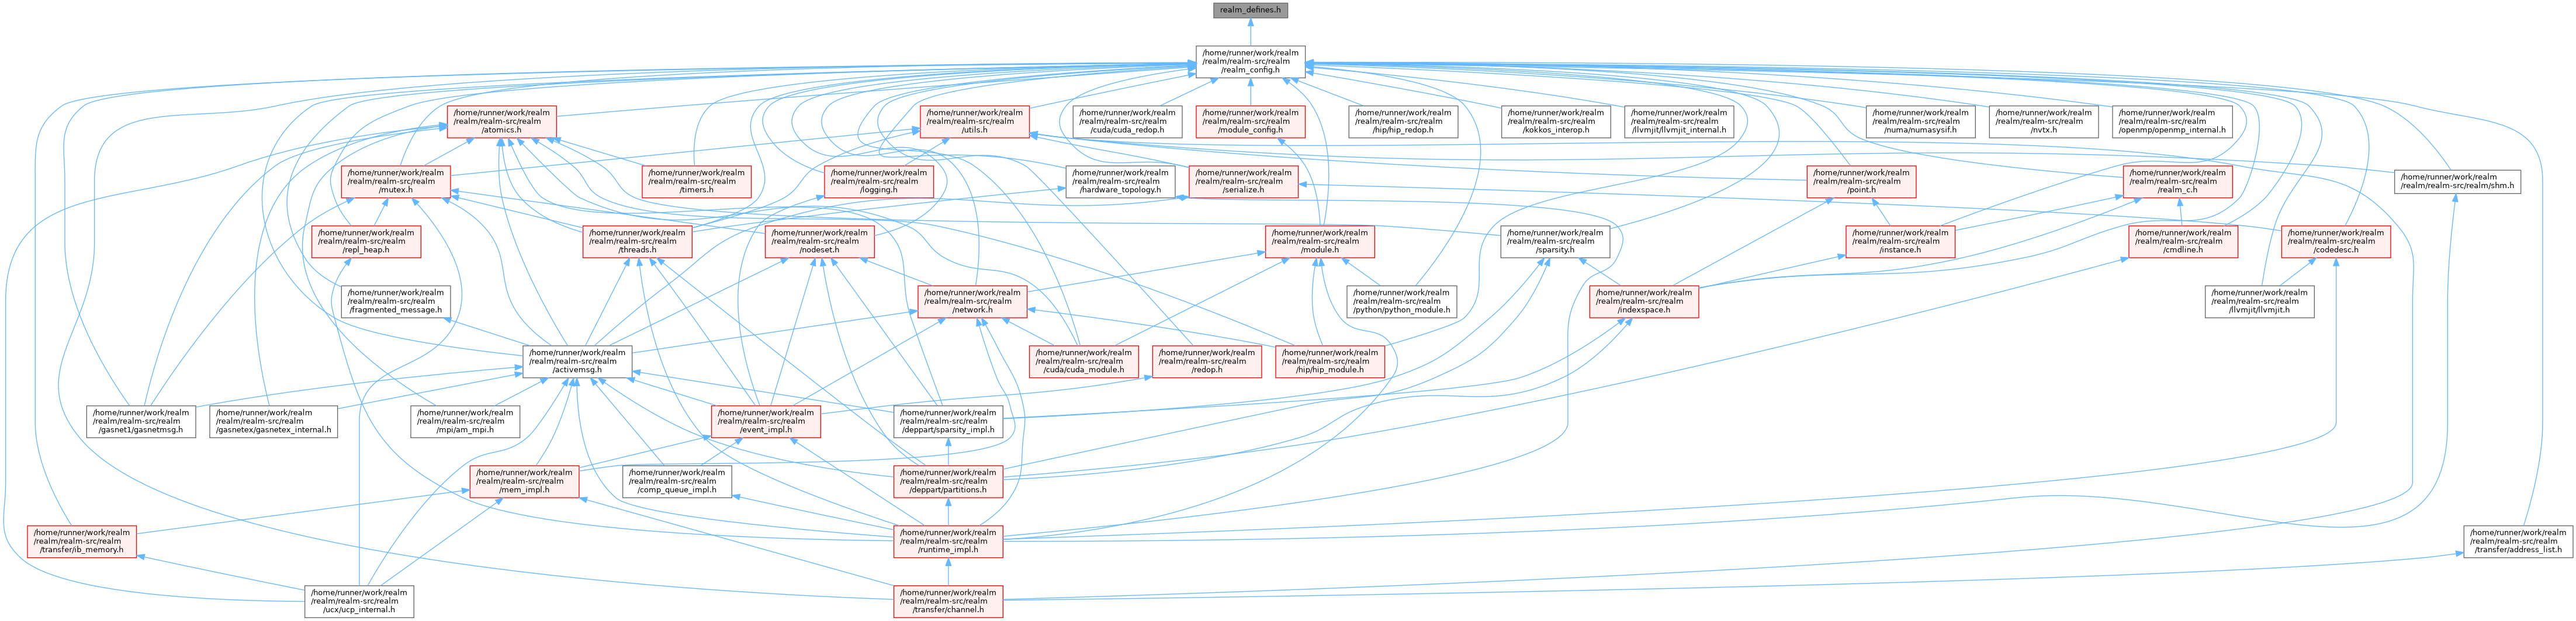 realm_defines.h
/home/runner/work/realm
/realm/realm-src/realm
/realm_config.h
/home/runner/work/realm
/realm/realm-src/realm
/atomics.h
/home/runner/work/realm
/realm/realm-src/realm
/utils.h
/home/runner/work/realm
/realm/realm-src/realm
/cuda/cuda_redop.h
/home/runner/work/realm
/realm/realm-src/realm
/module_config.h
/home/runner/work/realm
/realm/realm-src/realm
/hip/hip_redop.h
/home/runner/work/realm
/realm/realm-src/realm
/kokkos_interop.h
/home/runner/work/realm
/realm/realm-src/realm
/llvmjit/llvmjit_internal.h
/home/runner/work/realm
/realm/realm-src/realm
/numa/numasysif.h
/home/runner/work/realm
/realm/realm-src/realm
/nvtx.h
/home/runner/work/realm
/realm/realm-src/realm
/openmp/openmp_internal.h
/home/runner/work/realm
/realm/realm-src/realm
/mutex.h
/home/runner/work/realm
/realm/realm-src/realm
/timers.h
/home/runner/work/realm
/realm/realm-src/realm
/logging.h
/home/runner/work/realm
/realm/realm-src/realm
/hardware_topology.h
/home/runner/work/realm
/realm/realm-src/realm
/serialize.h
/home/runner/work/realm
/realm/realm-src/realm
/point.h
/home/runner/work/realm
/realm/realm-src/realm
/realm_c.h
/home/runner/work/realm
/realm/realm-src/realm/shm.h
/home/runner/work/realm
/realm/realm-src/realm
/repl_heap.h
/home/runner/work/realm
/realm/realm-src/realm
/threads.h
/home/runner/work/realm
/realm/realm-src/realm
/nodeset.h
/home/runner/work/realm
/realm/realm-src/realm
/module.h
/home/runner/work/realm
/realm/realm-src/realm
/sparsity.h
/home/runner/work/realm
/realm/realm-src/realm
/instance.h
/home/runner/work/realm
/realm/realm-src/realm
/cmdline.h
/home/runner/work/realm
/realm/realm-src/realm
/codedesc.h
/home/runner/work/realm
/realm/realm-src/realm
/fragmented_message.h
/home/runner/work/realm
/realm/realm-src/realm
/network.h
/home/runner/work/realm
/realm/realm-src/realm
/python/python_module.h
/home/runner/work/realm
/realm/realm-src/realm
/indexspace.h
/home/runner/work/realm
/realm/realm-src/realm
/llvmjit/llvmjit.h
/home/runner/work/realm
/realm/realm-src/realm
/activemsg.h
/home/runner/work/realm
/realm/realm-src/realm
/cuda/cuda_module.h
/home/runner/work/realm
/realm/realm-src/realm
/redop.h
/home/runner/work/realm
/realm/realm-src/realm
/hip/hip_module.h
/home/runner/work/realm
/realm/realm-src/realm
/gasnet1/gasnetmsg.h
/home/runner/work/realm
/realm/realm-src/realm
/gasnetex/gasnetex_internal.h
/home/runner/work/realm
/realm/realm-src/realm
/mpi/am_mpi.h
/home/runner/work/realm
/realm/realm-src/realm
/event_impl.h
/home/runner/work/realm
/realm/realm-src/realm
/deppart/sparsity_impl.h
/home/runner/work/realm
/realm/realm-src/realm
/mem_impl.h
/home/runner/work/realm
/realm/realm-src/realm
/comp_queue_impl.h
/home/runner/work/realm
/realm/realm-src/realm
/deppart/partitions.h
/home/runner/work/realm
/realm/realm-src/realm
/transfer/ib_memory.h
/home/runner/work/realm
/realm/realm-src/realm
/runtime_impl.h
/home/runner/work/realm
/realm/realm-src/realm
/transfer/address_list.h
/home/runner/work/realm
/realm/realm-src/realm
/ucx/ucp_internal.h
/home/runner/work/realm
/realm/realm-src/realm
/transfer/channel.h